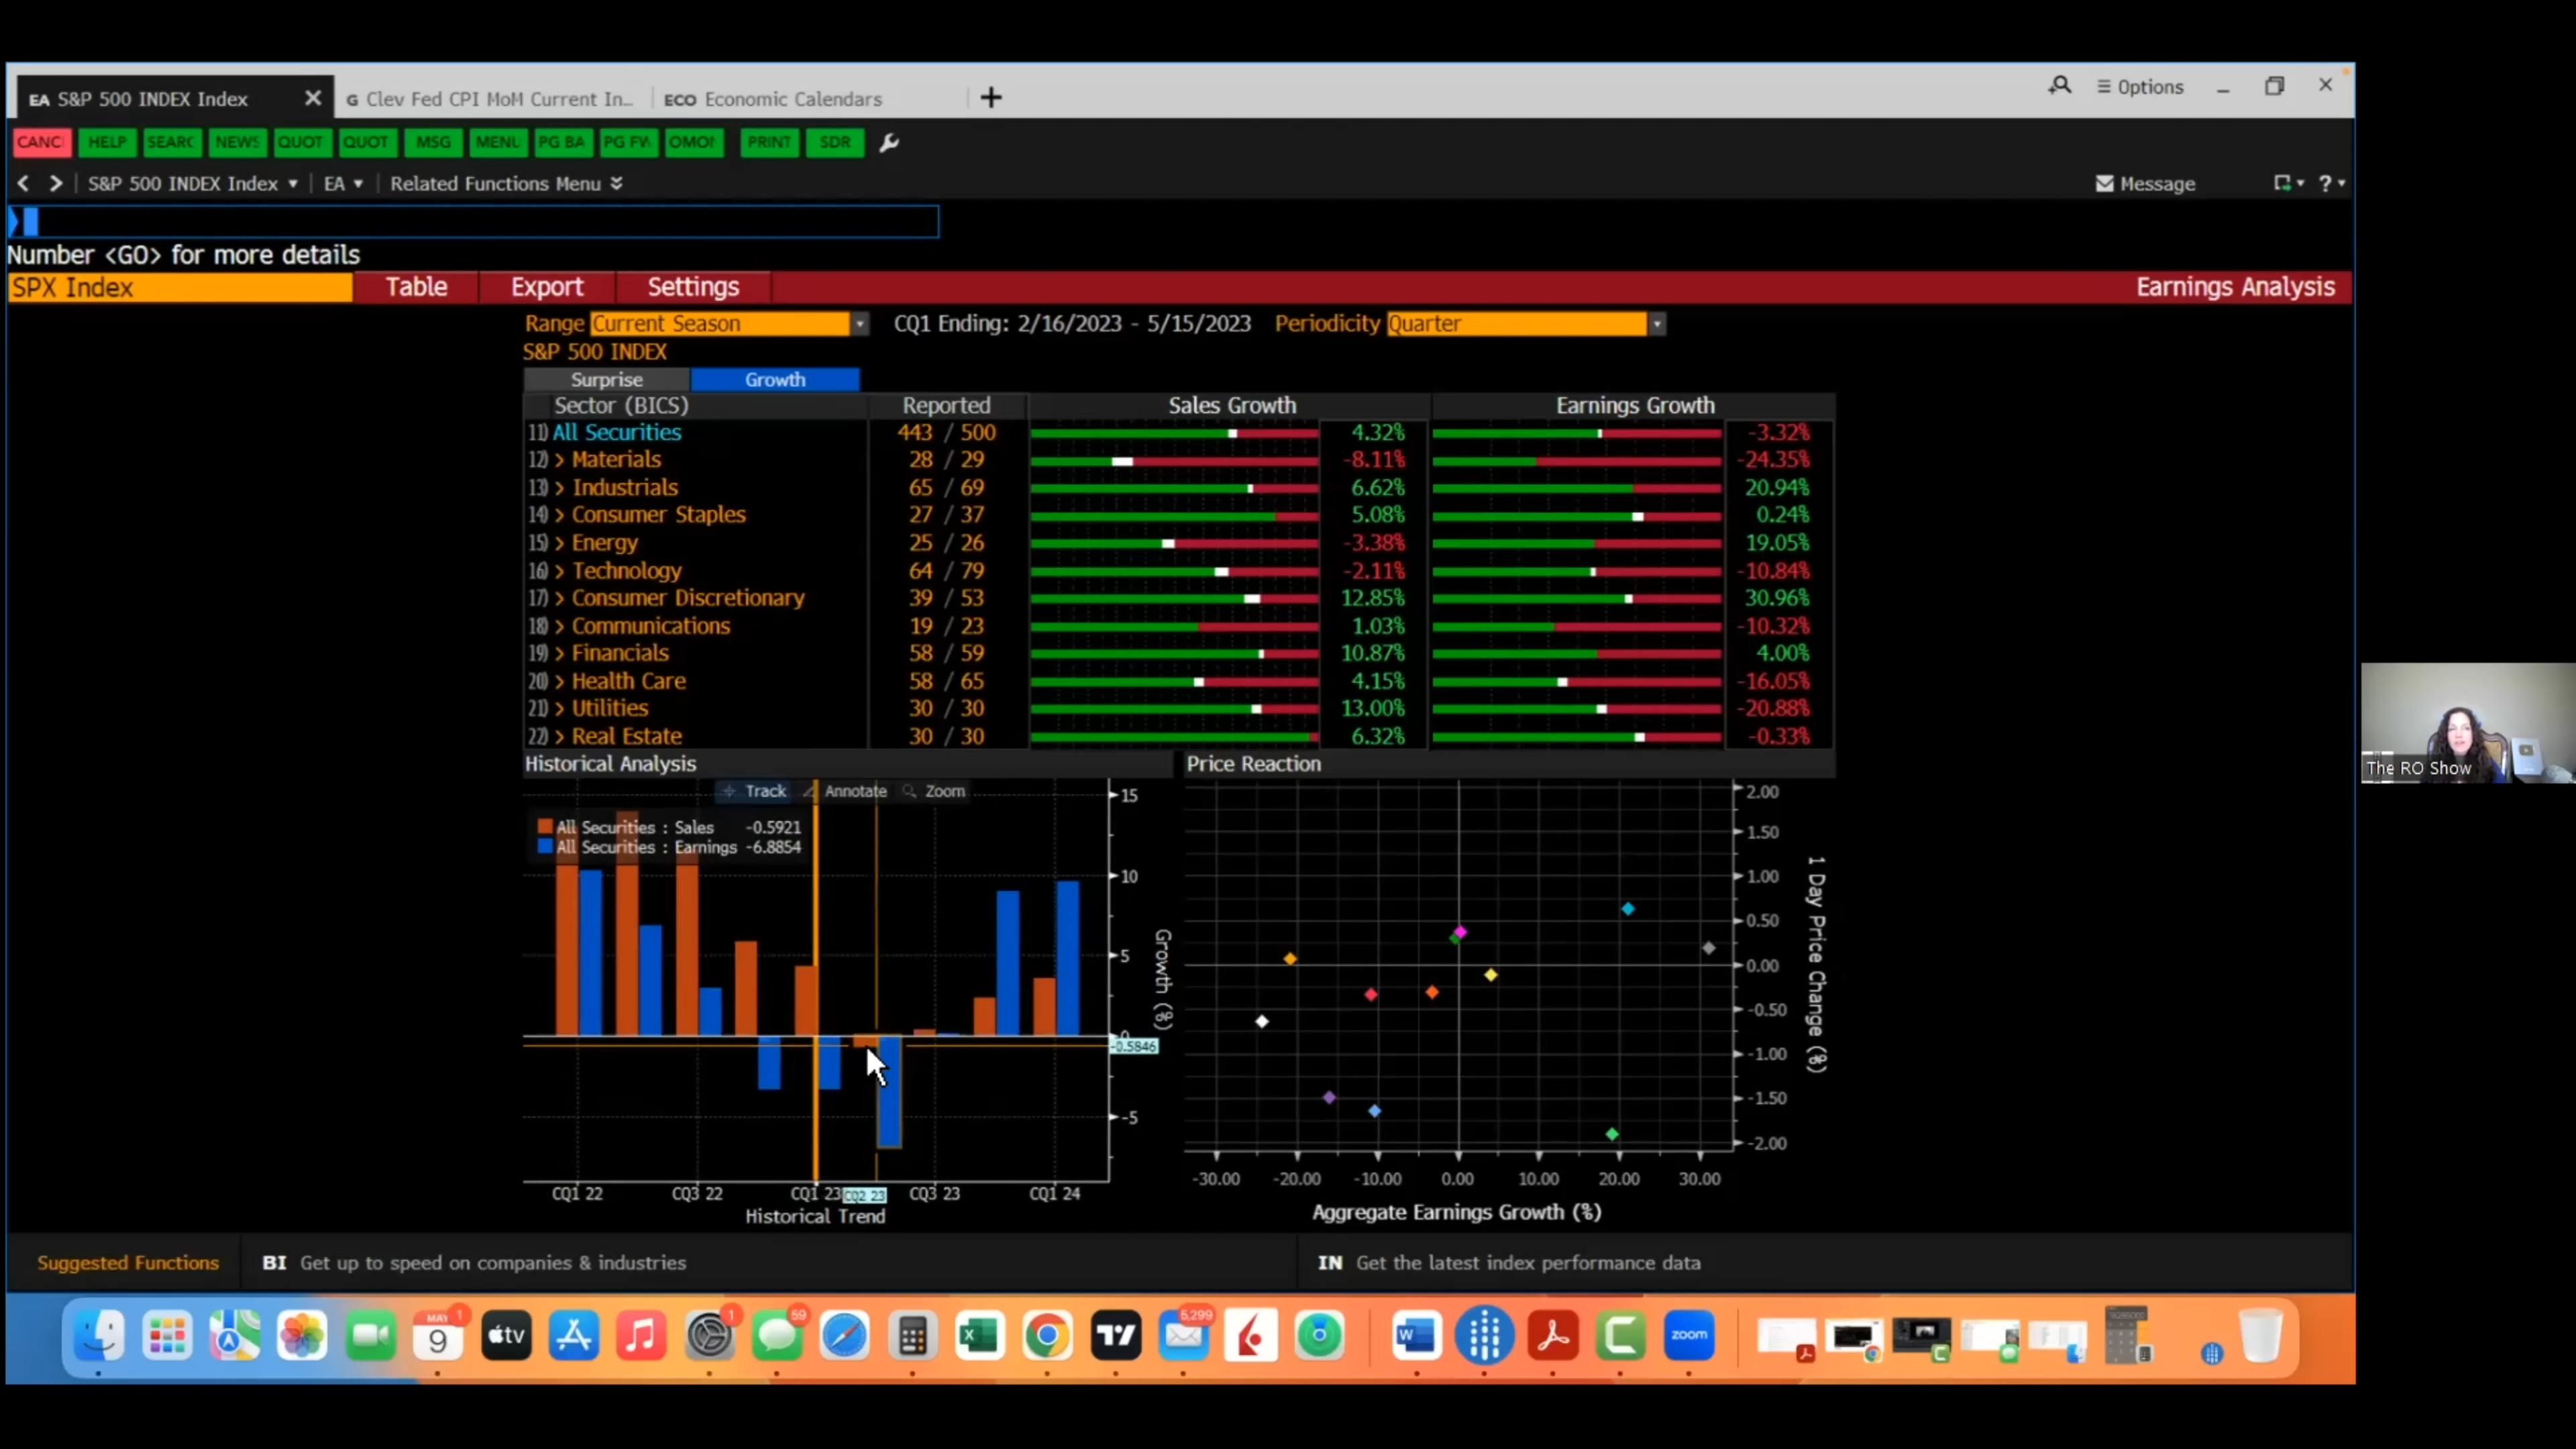 EA S&P 500 INDEX Index
G Clev Fed CPI MoM Current In...
ECO Economic Calendars
Options
CANC HELP SEARC NEWS QUOT QUOT MSG MENU PG BA PG FW OMON PRINT SDR
S&P 500 INDEX Index EA Related Functions Menu Message ?
Number <GO> for more details
SPX Index Table Export Settings Earnings Analysis
Range Current Season CQ1 Ending: 2/16/2023 - 5/15/2023 Periodicity Quarter
S&P 500 INDEX
Surprise Growth
Sector (BICS) Reported Sales Growth Earnings Growth
11) All Securities 443 / 500 4.32% -3.32%
12) > Materials 28 / 29 -8.11% -24.35%
13) > Industrials 65 / 69 6.62% 20.94%
14) > Consumer Staples 27 / 37 5.08% 0.24%
15) > Energy 25 / 26 -3.38% 19.05%
16) > Technology 64 / 79 -2.11% -10.84%
17) > Consumer Discretionary 39 / 53 12.85% 30.96%
18) > Communications 19 / 23 1.03% -10.32%
19) > Financials 58 / 59 10.87% 4.00%
20) > Health Care 58 / 65 4.15% -16.05%
21) > Utilities 30 / 30 13.00% -20.88%
22) > Real Estate 30 / 30 6.32% -0.33%
Historical Analysis
Track Annotate Zoom
All Securities : Sales -0.5921
All Securities : Earnings -6.8854
15
10
5
0
-0.5846
-5
Growth (%)
CQ1 22 CQ3 22 CQ1 23 CQ2 23 CQ3 23 CQ1 24
Historical Trend
Price Reaction
2.00
1.50
1.00
0.50
0.00
-0.50
-1.00
-1.50
-2.00
1 Day Price Change (%)
-30.00 -20.00 -10.00 0.00 10.00 20.00 30.00
Aggregate Earnings Growth (%)
The RO Show
Suggested Functions BI Get up to speed on companies & industries IN Get the latest index performance data
MAY 9
1
tv
1
59
5,299
W
zoom